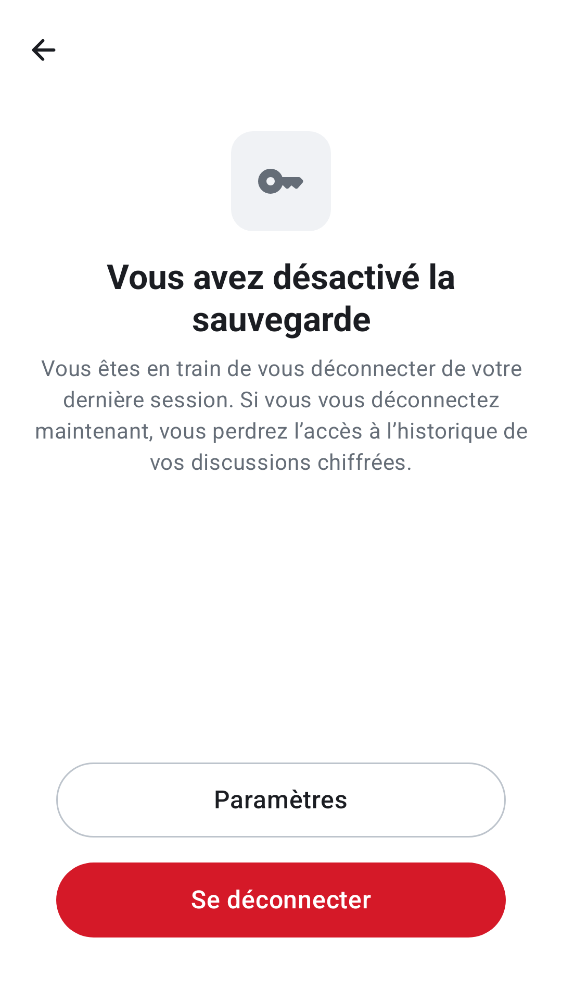 Vous avez désactivé la
sauvegarde
Vous êtes en train de vous déconnecter de votre
dernière session. Si vous vous déconnectez
maintenant, vous perdrez l’accès à l’historique de
vos discussions chiffrées.
Paramètres
Se déconnecter